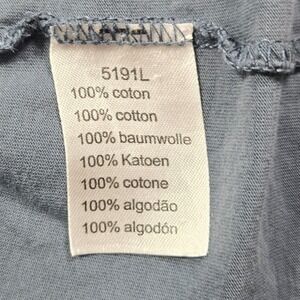 5191L
100% coton
100% cotton
100% baumwolle
100% Katoen
100% cotone
100% algodão
100% algodón